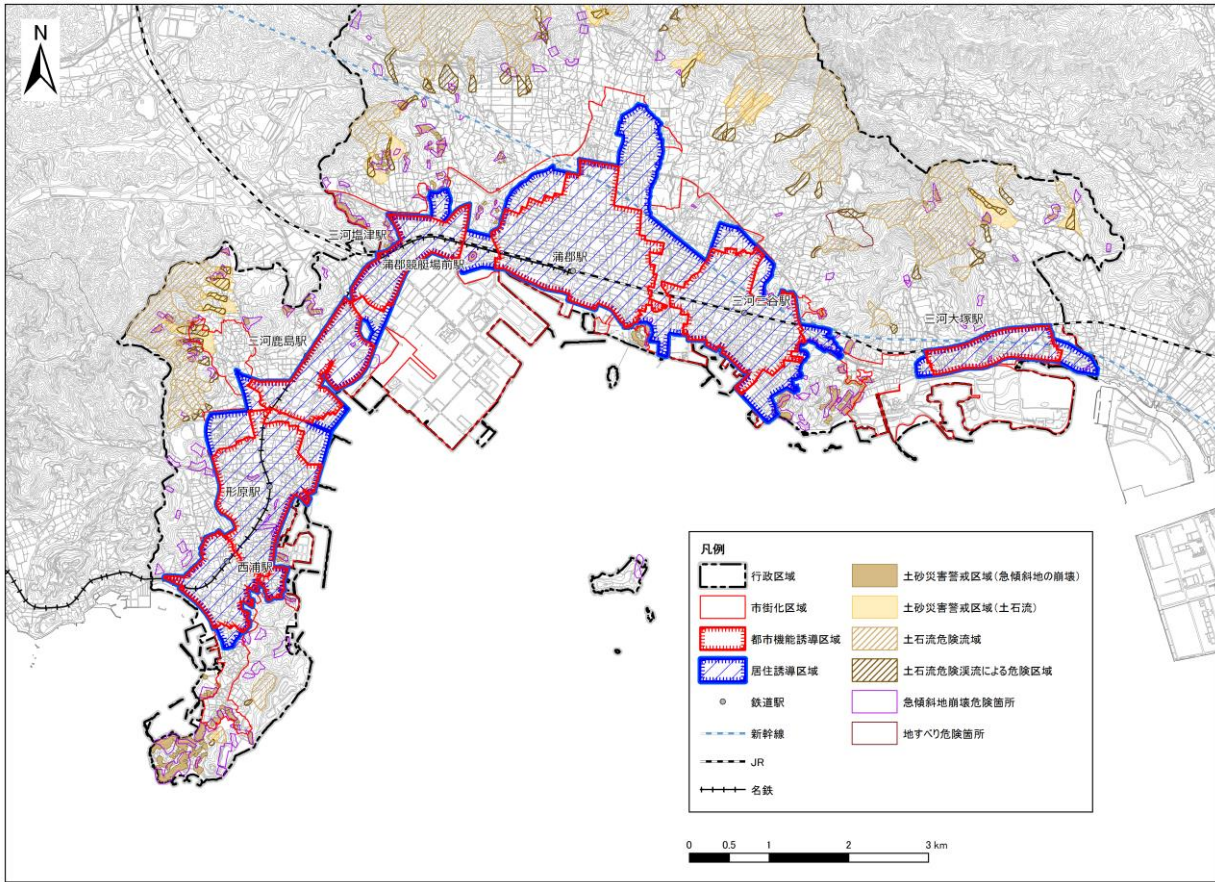 N
三河塩津駅
蒲郡競艇場前駅
蒲郡駅
三河三谷駅
三河大塚駅
三河鹿島駅
形原駅
西浦駅
凡例
行政区域
市街化区域
都市機能誘導区域
居住誘導区域
鉄道駅
新幹線
JR
名鉄
土砂災害警戒区域(急傾斜地の崩壊)
土砂災害警戒区域(土石流)
土石流危険流域
土石流危険渓流による危険区域
急傾斜地崩壊危険箇所
地すべり危険箇所
0 0.5 1 2 3 km